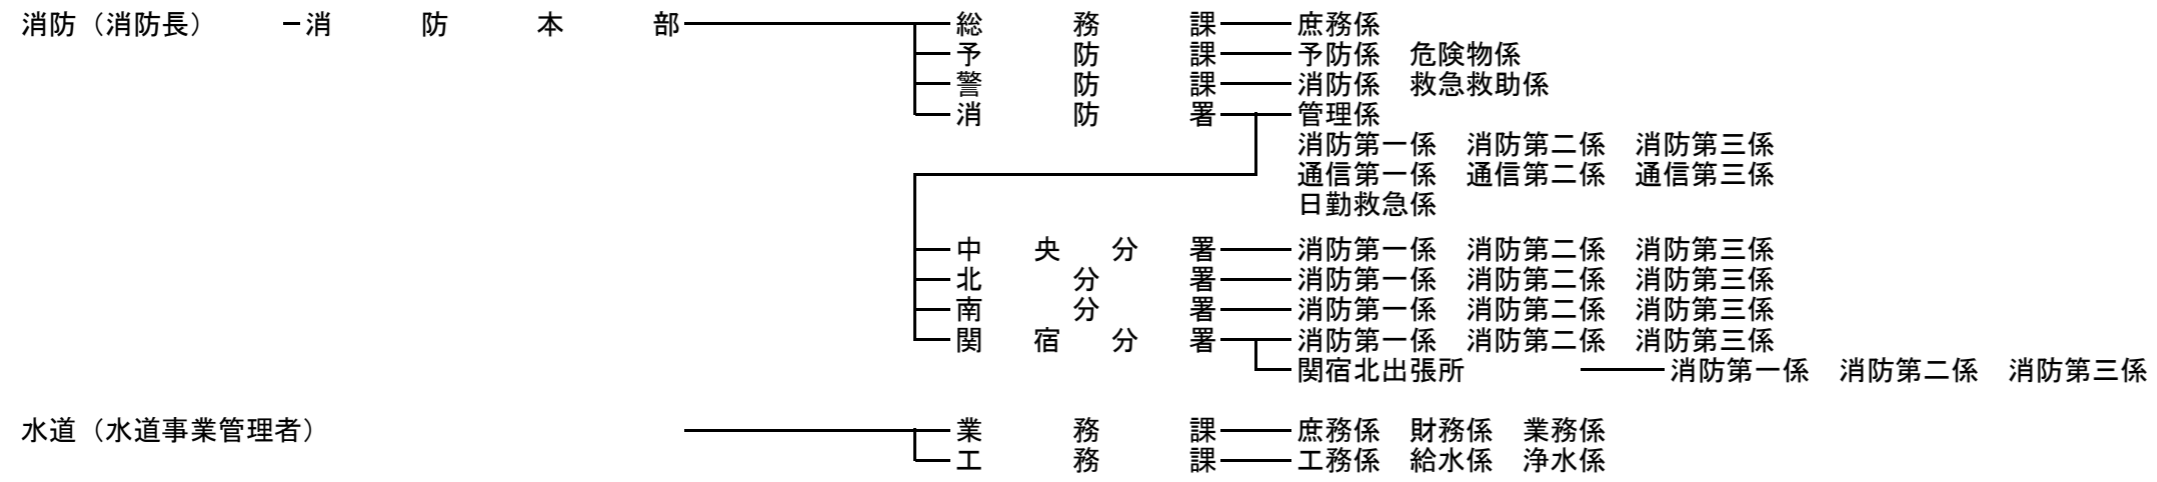 消防（消防長） 消防本部 総務課 庶務係
予防課 予防係 危険物係
警防課 消防係 救急救助係
消防署 管理係
消防第一係 消防第二係 消防第三係
通信第一係 通信第二係 通信第三係
日勤救急係
中央分署 消防第一係 消防第二係 消防第三係
北分署 消防第一係 消防第二係 消防第三係
南分署 消防第一係 消防第二係 消防第三係
関宿分署 消防第一係 消防第二係 消防第三係
関宿北出張所 消防第一係 消防第二係 消防第三係
水道（水道事業管理者） 業務課 庶務係 財務係 業務係
工務課 工務係 給水係 浄水係